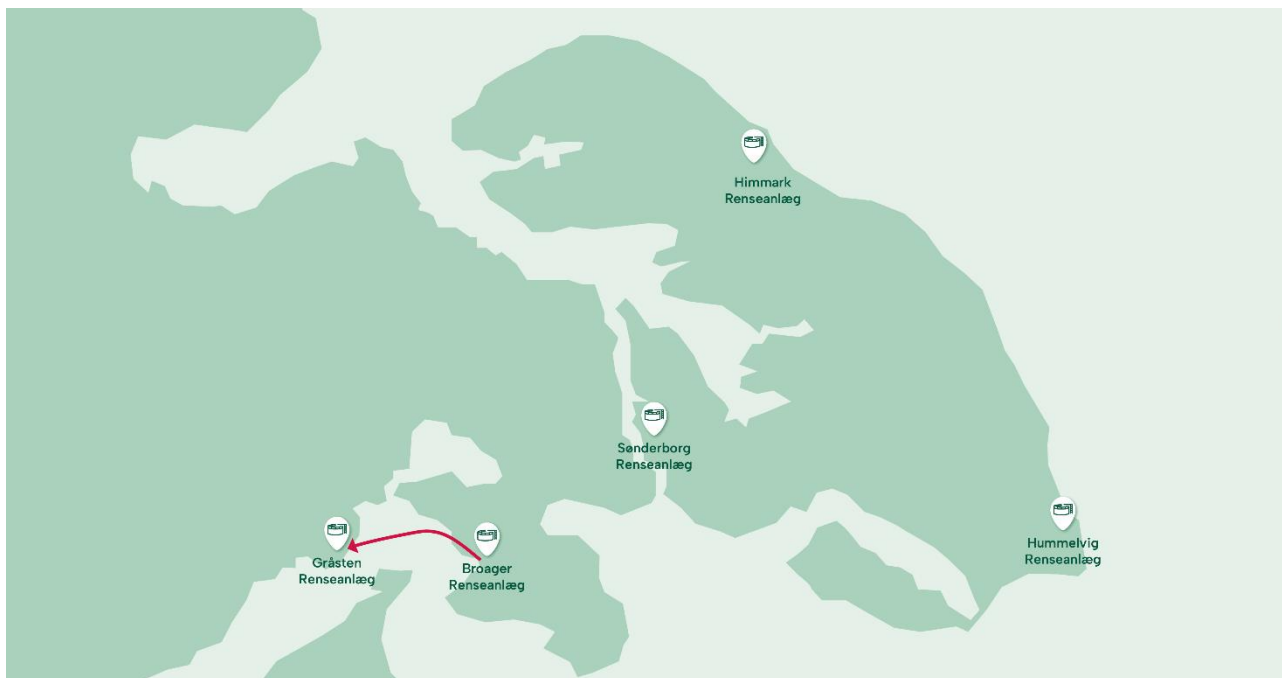 Himmark
Renseanlæg
Sønderborg
Renseanlæg
Gråsten
Renseanlæg
Broager
Renseanlæg
Hummelvig
Renseanlæg